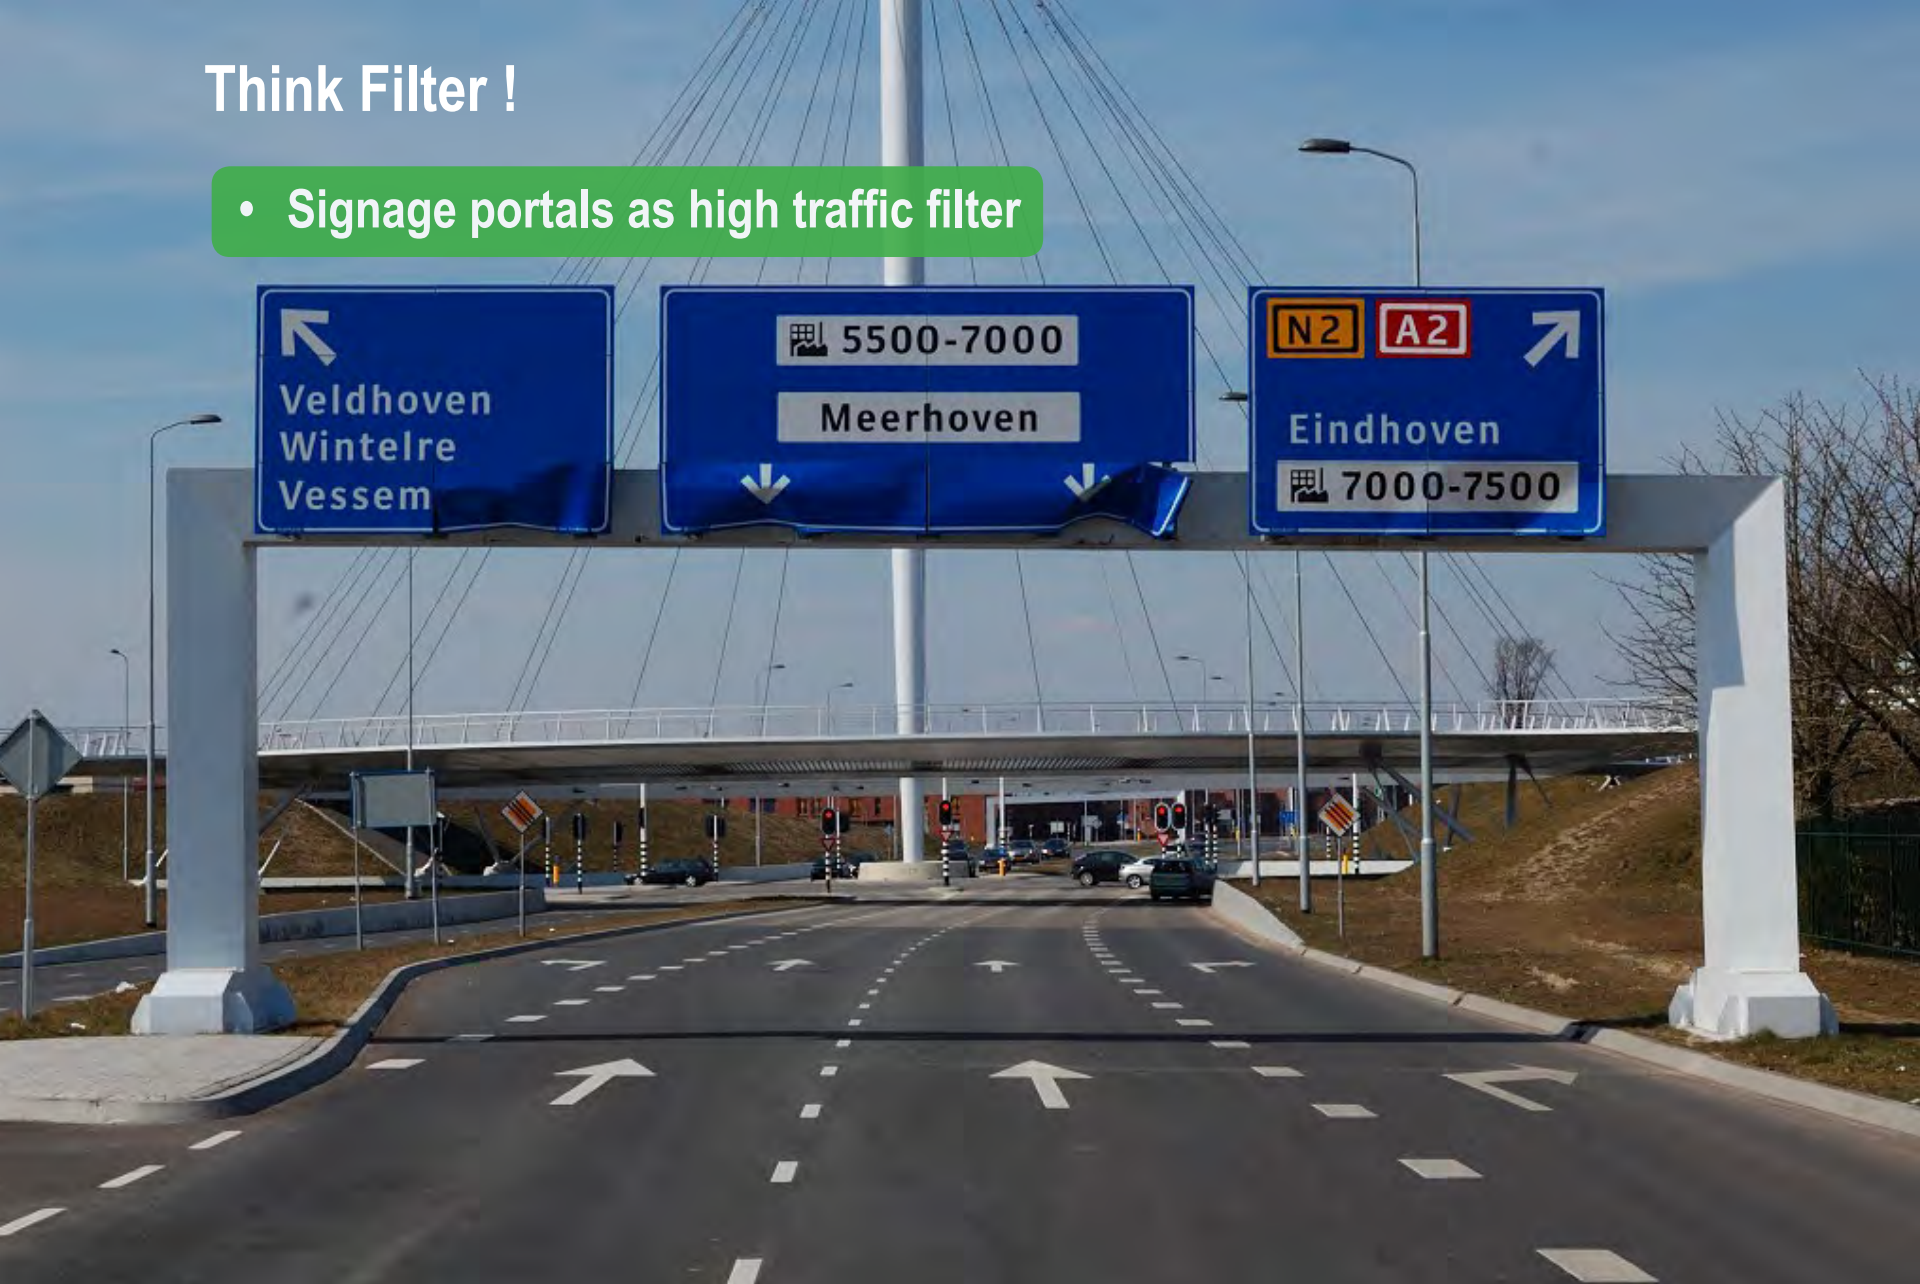 Think Filter !
• Signage portals as high traffic filter
Veldhoven
Wintelre
Vessem
5500-7000
Meerhoven
N2 A2
Eindhoven
7000-7500